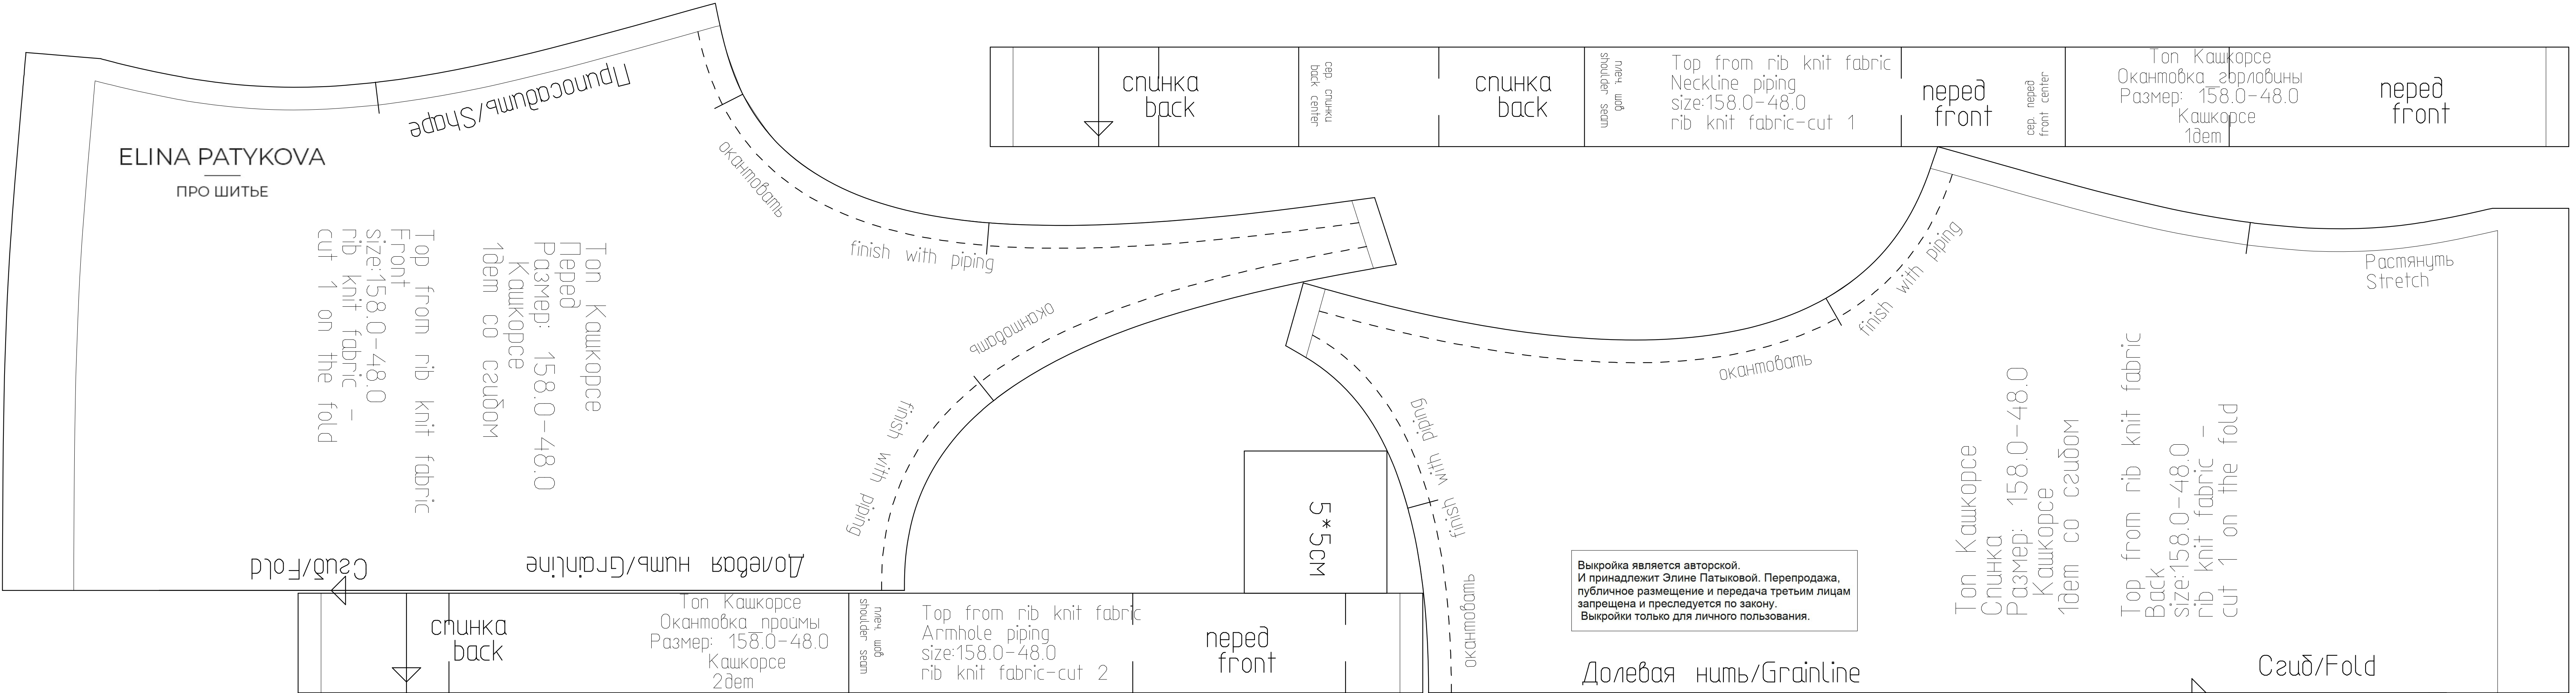 Припосадить/Shape
ELINA PATYKOVA
ПРО ШИТЬЕ
Top from rib knit fabric
Front
size:158.0-48.0
rib knit fabric -
cut 1 on the fold
Топ Кашкорсе
Перед
Размер: 158.0-48.0
Кашкорсе
1дет со сгибом
Сгиб/Fold
Долевая нить/Grainline
окантовать
finish with piping
окантовать
finish with piping
спинка
back
сер. спинки
back center
спинка
back
плеч. шов
shoulder seam
Top from rib knit fabric
Neckline piping
size:158.0-48.0
rib knit fabric-cut 1
перед
front
сер. перед
front center
Топ Кашкорсе
Окантовка_горловины
Размер: 158.0-48.0
Кашкорсе
1дет
перед
front
спинка
back
Топ Кашкорсе
Окантовка_проймы
Размер: 158.0-48.0
Кашкорсе
2дет
плеч. шов
shoulder seam
Top from rib knit fabric
Armhole piping
size:158.0-48.0
rib knit fabric-cut 2
перед
front
5*5см
finish with piping
окантовать
finish with piping
finish with piping
окантовать
Растянуть
Stretch
Выкройка является авторской.
И принадлежит Элине Патыковой. Перепродажа,
публичное размещение и передача третьим лицам
запрещена и преследуется по закону.
Выкройки только для личного пользования.
Топ Кашкорсе
Спинка
Размер: 158.0-48.0
Кашкорсе
1дет со сгибом
Top from rib knit fabric
Back
size:158.0-48.0
rib knit fabric -
cut 1 on the fold
Долевая нить/Grainline
Сгиб/Fold